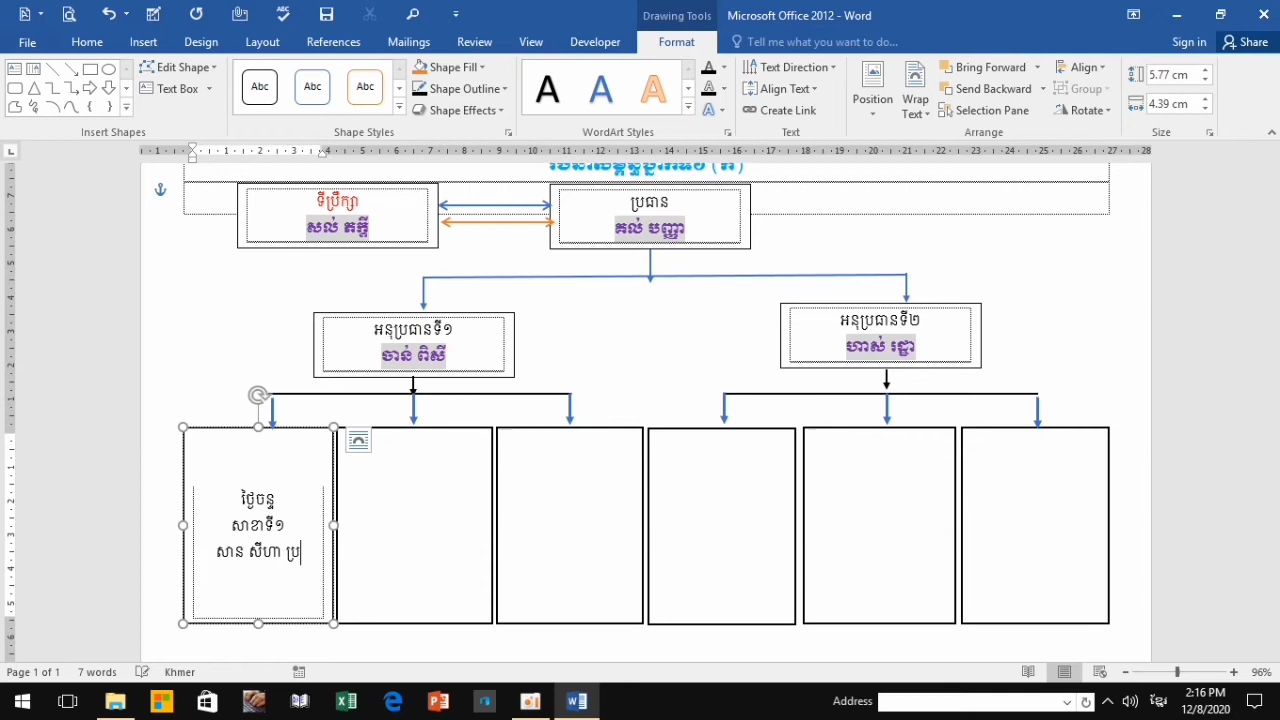 Drawing Tools
Microsoft Office 2012 - Word
File
Home
Insert
Design
Layout
References
Mailings
Review
View
Developer
Format
Tell me what you want to do...
Sign in
Share
Edit Shape
Text Box
Abc
Abc
Abc
Shape Fill
Shape Outline
Shape Effects
A
A
A
A
A
A
Text Direction
Align Text
Create Link
Position
Wrap Text
Bring Forward
Send Backward
Selection Pane
Align
Group
Rotate
5.77 cm
4.39 cm
Insert Shapes
Shape Styles
WordArt Styles
Text
Arrange
Size
ទីប្រឹក្សា
សល់ ភក្ដី
ប្រធាន
គល់ បញ្ញា
អនុប្រធានទី១
ចាន់ ពិសី
អនុប្រធានទី២
ហាស់ រដ្ឋា
ថ្ងៃចន្ទ
សាខាទី១
សាន សីហា ប្រ
Page 1 of 1
7 words
Khmer
96%
Address
2:16 PM
12/8/2020